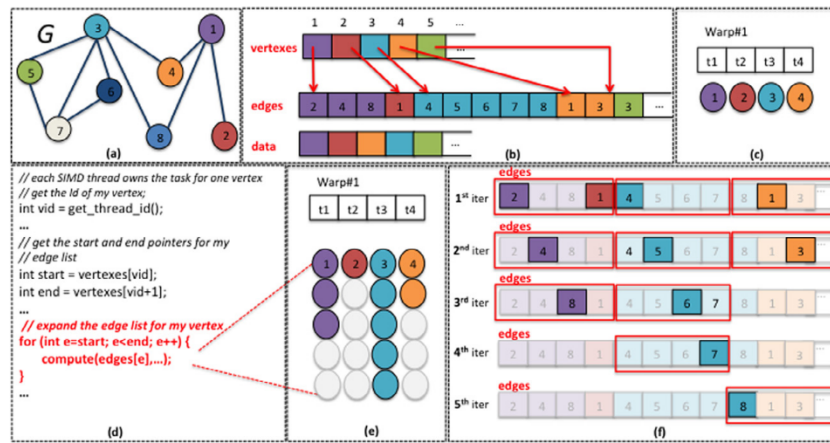 G
3
1
5
4
6
7
8
2
(a)
1 2 3 4 5 ...
vertexes ...
edges 2 4 8 1 4 5 6 7 8 1 3 3 ...
data ...
(b)
Warp#1
t1 t2 t3 t4
1 2 3 4
(c)
// each SIMD thread owns the task for one vertex
// get the Id of my vertex;
int vid = get_thread_id();
...
// get the start and end pointers for my
// edge list
int start = vertexes[vid];
int end = vertexes[vid+1];
...
// expand the edge list for my vertex
for (int e=start; e<end; e++) {
compute(edges[e],…);
}
...
(d)
Warp#1
t1 t2 t3 t4
1 2 3 4
(e)
edges
1st iter 2 4 8 1 4 5 6 7 8 1 3 ...
edges
2nd iter 2 4 8 1 4 5 6 7 8 1 3 ...
edges
3rd iter 2 4 8 1 4 5 6 7 8 1 3 ...
edges
4th iter 2 4 8 1 4 5 6 7 8 1 3 ...
edges
5th iter 2 4 8 1 4 5 6 7 8 1 3 ...
(f)